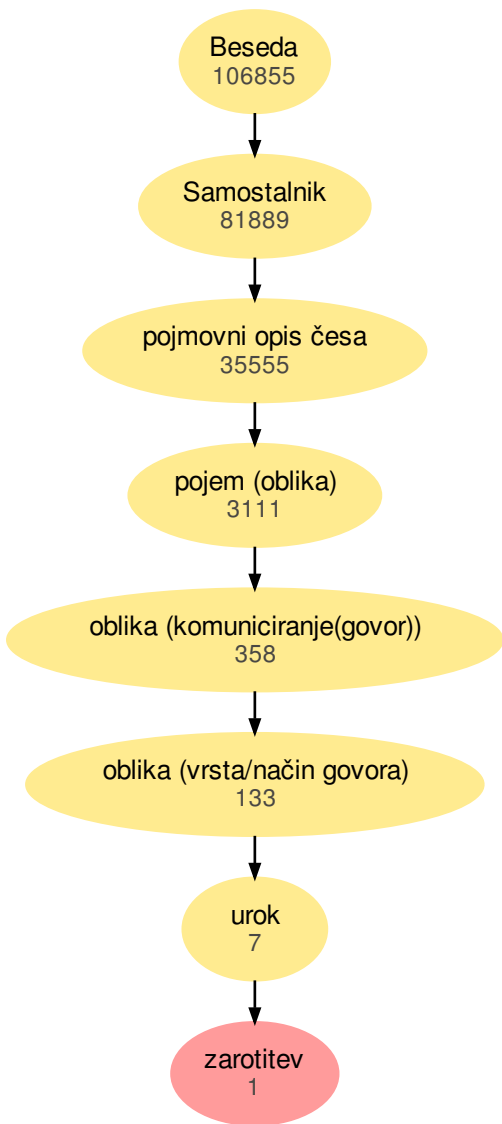 Beseda
106855
Samostalnik
81889
pojmovni opis česa
35555
pojem (oblika)
3111
oblika (komuniciranje(govor))
358
oblika (vrsta/način govora)
133
urok
7
zarotitev
1